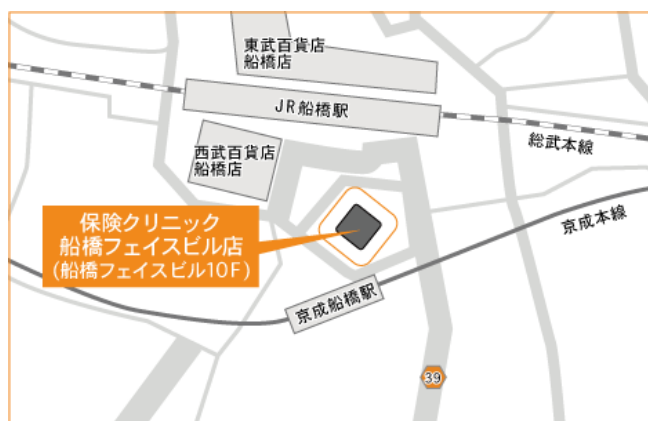 東武百貨店
船橋店
JR船橋駅
総武本線
西武百貨店
船橋店
保険クリニック
船橋フェイスビル店
(船橋フェイスビル10F)
京成本線
京成船橋駅
39